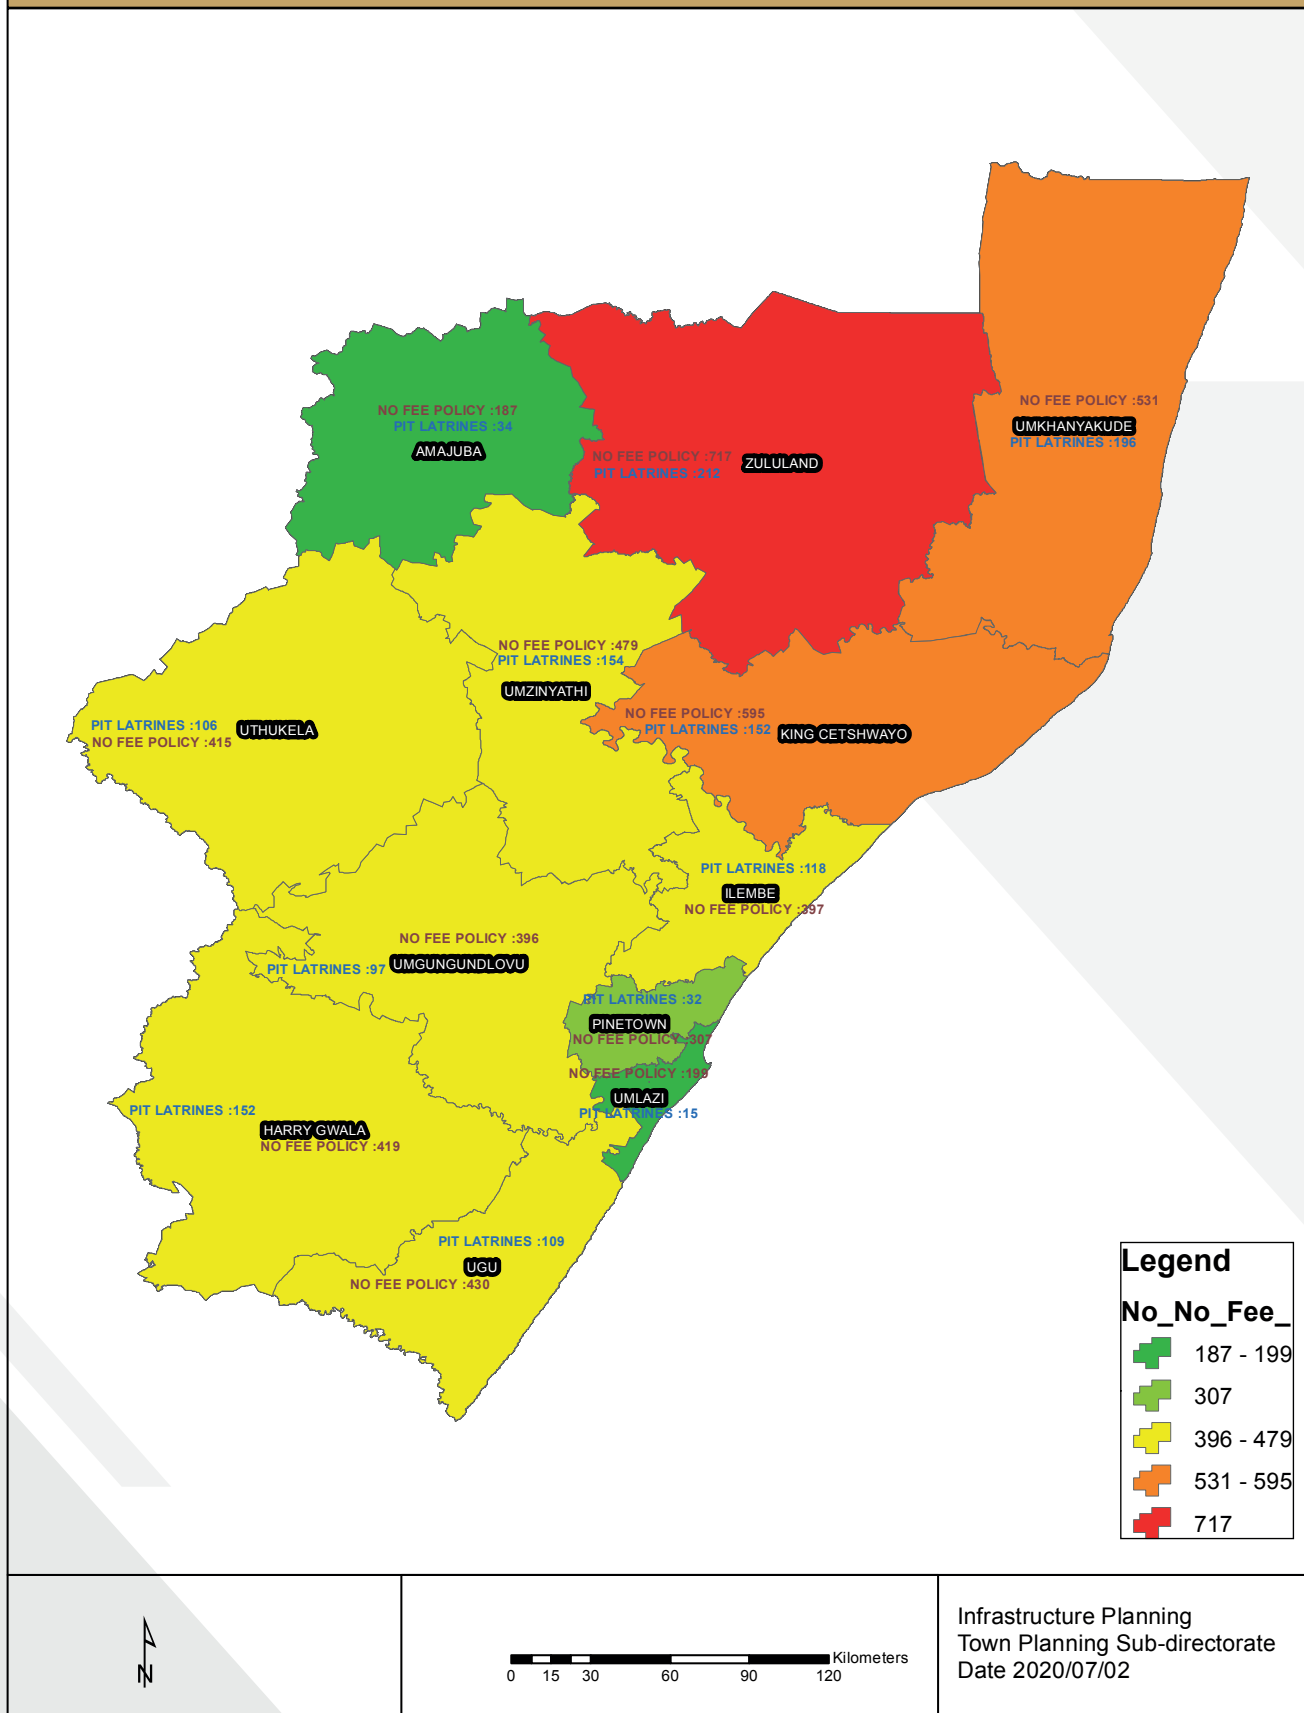 NO FEE POLICY :187
PIT LATRINES :34
AMAJUBA
NO FEE POLICY :717
PIT LATRINES :212
ZULULAND
NO FEE POLICY :531
UMKHANYAKUDE
PIT LATRINES :196
NO FEE POLICY :479
PIT LATRINES :154
UMZINYATHI
PIT LATRINES :106
NO FEE POLICY :415
UTHUKELA
NO FEE POLICY :595
PIT LATRINES :152
KING CETSHWAYO
PIT LATRINES :118
ILEMBE
NO FEE POLICY :397
NO FEE POLICY :396
UMGUNGUNDLOVU
PIT LATRINES :97
PIT LATRINES :32
PINETOWN
NO FEE POLICY :307
NO FEE POLICY :199
UMLAZI
PIT LATRINES :15
PIT LATRINES :152
HARRY GWALA
NO FEE POLICY :419
PIT LATRINES :109
UGU
NO FEE POLICY :430
Legend
No_No_Fee_
187 - 199
307
396 - 479
531 - 595
717
N
Kilometers
0 15 30 60 90 120
Infrastructure Planning
Town Planning Sub-directorate
Date 2020/07/02